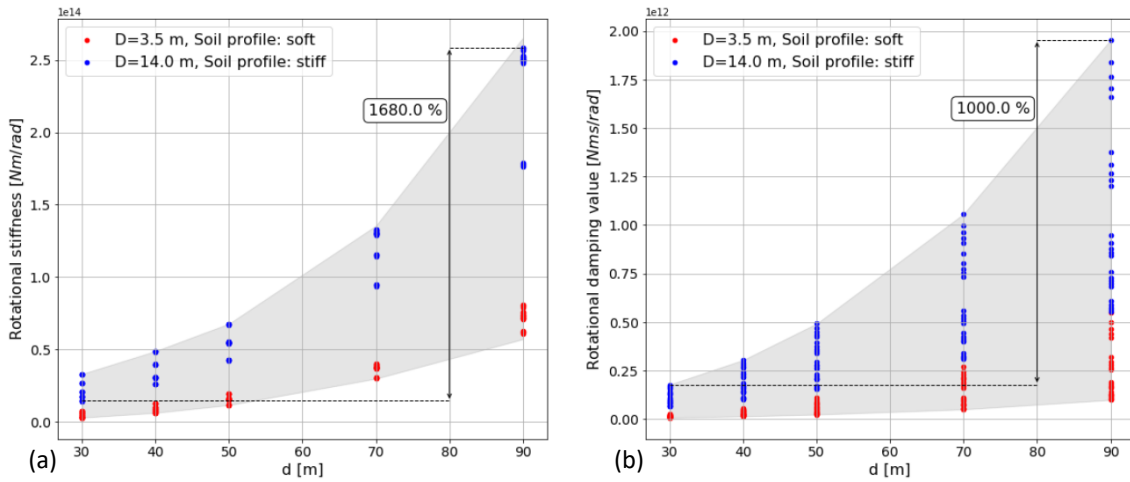 1e14
D=3.5 m, Soil profile: soft
D=14.0 m, Soil profile: stiff
1680.0 %
Rotational stiffness [Nm/rad]
2.5
2.0
1.5
1.0
0.5
0.0
30 40 50 60 70 80 90
d [m]
(a)
1e12
D=3.5 m, Soil profile: soft
D=14.0 m, Soil profile: stiff
1000.0 %
Rotational damping value [Nms/rad]
2.00
1.75
1.50
1.25
1.00
0.75
0.50
0.25
0.00
30 40 50 60 70 80 90
d [m]
(b)